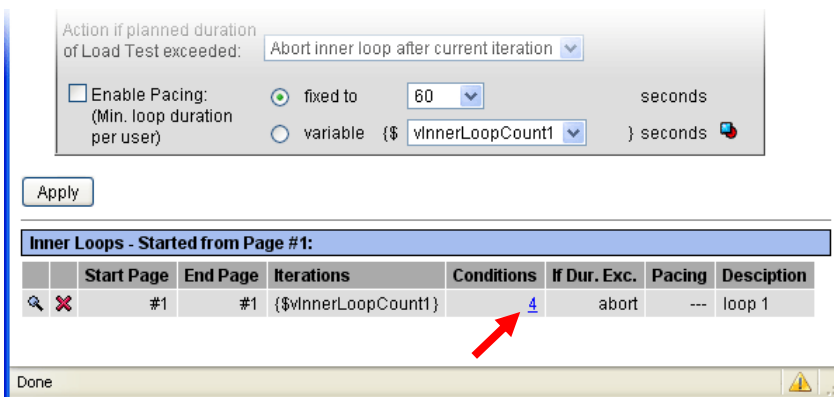 Action if planned duration
of Load Test exceeded: Abort inner loop after current iteration
Enable Pacing: fixed to 60 seconds
(Min. loop duration
per user) variable {$ vInnerLoopCount1 } seconds
Apply
Inner Loops - Started from Page #1:
Start Page End Page Iterations Conditions If Dur. Exc. Pacing Desciption
#1 #1 {$vInnerLoopCount1} 4 abort --- loop 1
Done